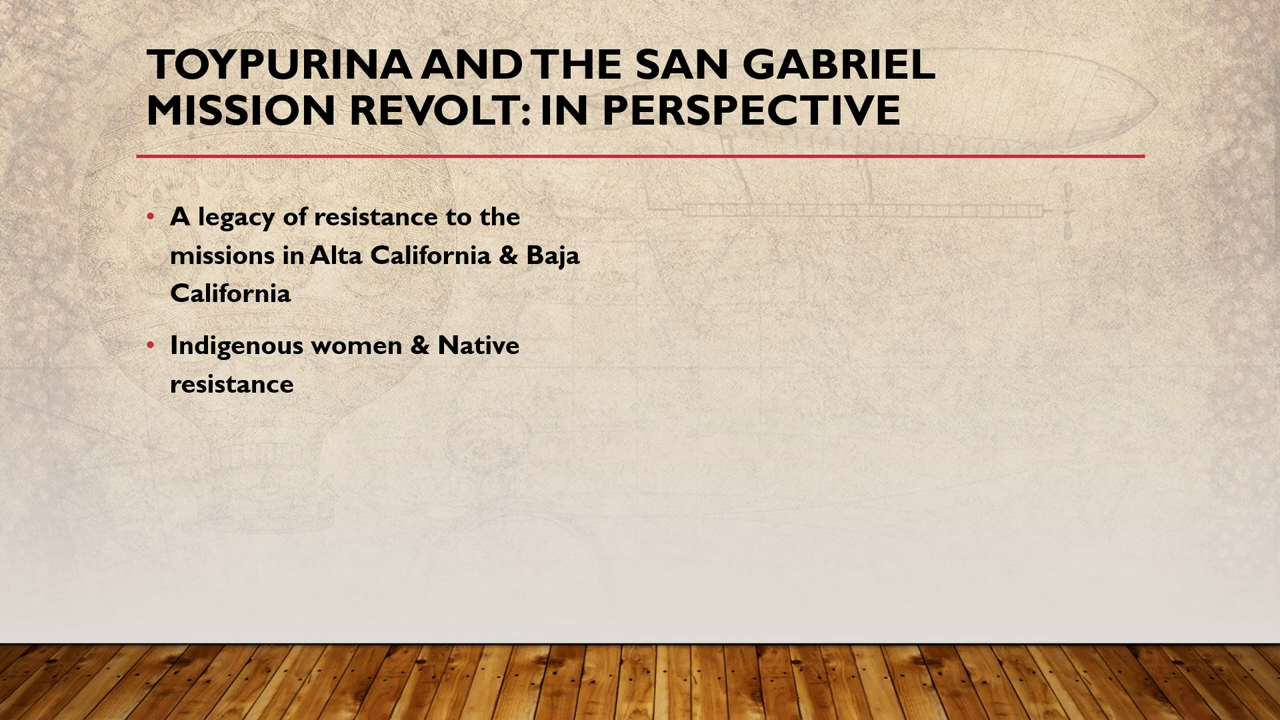 TOYPURINA AND THE SAN GABRIEL
MISSION REVOLT: IN PERSPECTIVE
• A legacy of resistance to the
missions in Alta California & Baja
California
• Indigenous women & Native
resistance